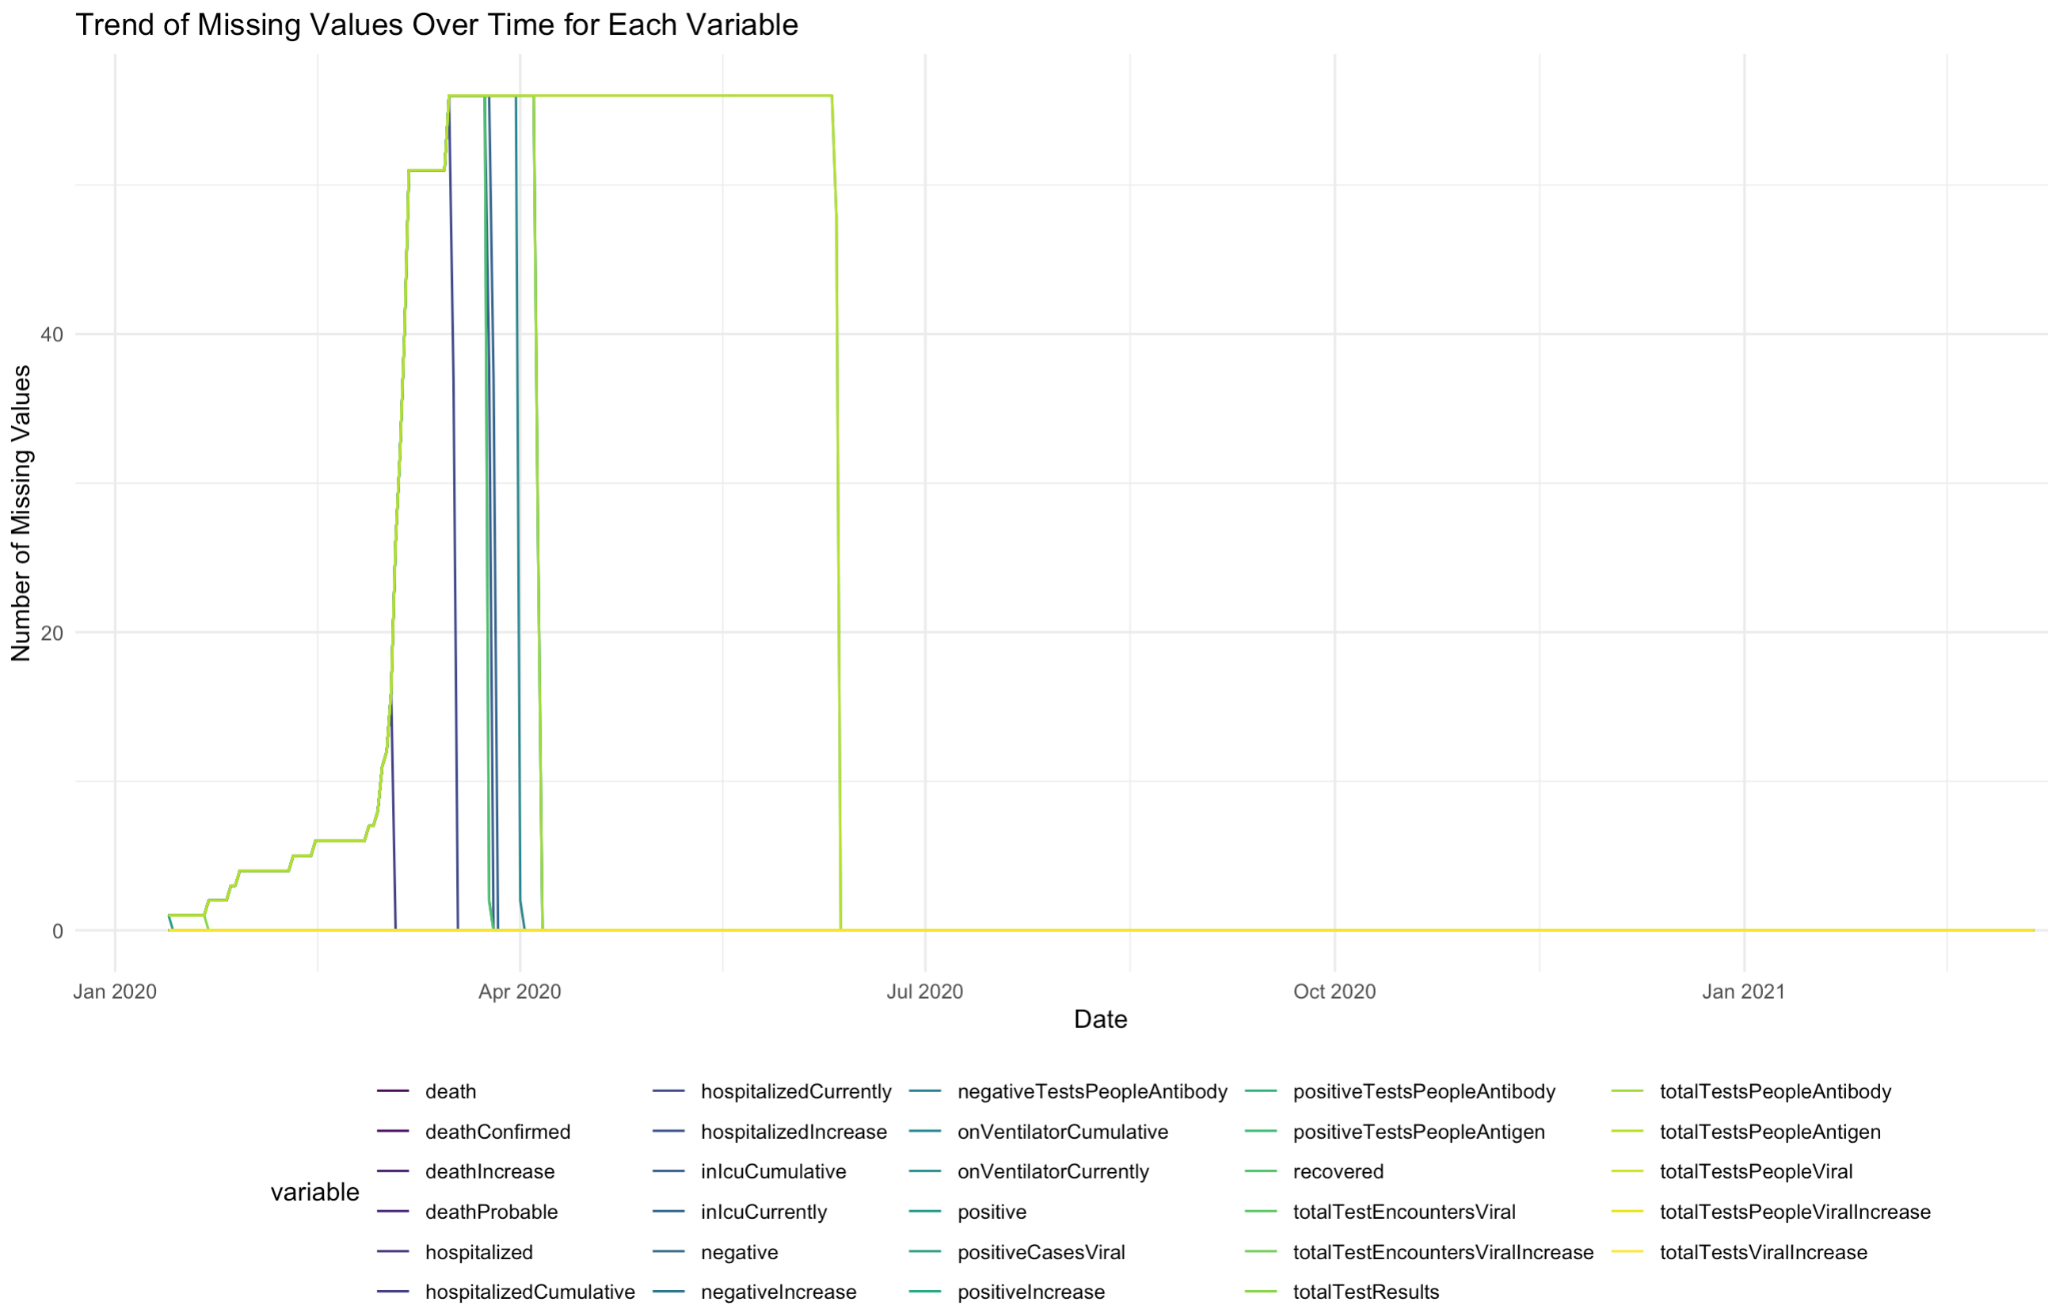 Trend of Missing Values Over Time for Each Variable
Number of Missing Values
40
20
0
Jan 2020
Apr 2020
Jul 2020
Oct 2020
Jan 2021
Date
variable
death
deathConfirmed
deathIncrease
deathProbable
hospitalized
hospitalizedCumulative
hospitalizedCurrently
hospitalizedIncrease
inIcuCumulative
inIcuCurrently
negative
negativeIncrease
negativeTestsPeopleAntibody
onVentilatorCumulative
onVentilatorCurrently
positive
positiveCasesViral
positiveIncrease
positiveTestsPeopleAntibody
positiveTestsPeopleAntigen
recovered
totalTestEncountersViral
totalTestEncountersViralIncrease
totalTestResults
totalTestsPeopleAntibody
totalTestsPeopleAntigen
totalTestsPeopleViral
totalTestsPeopleViralIncrease
totalTestsViralIncrease